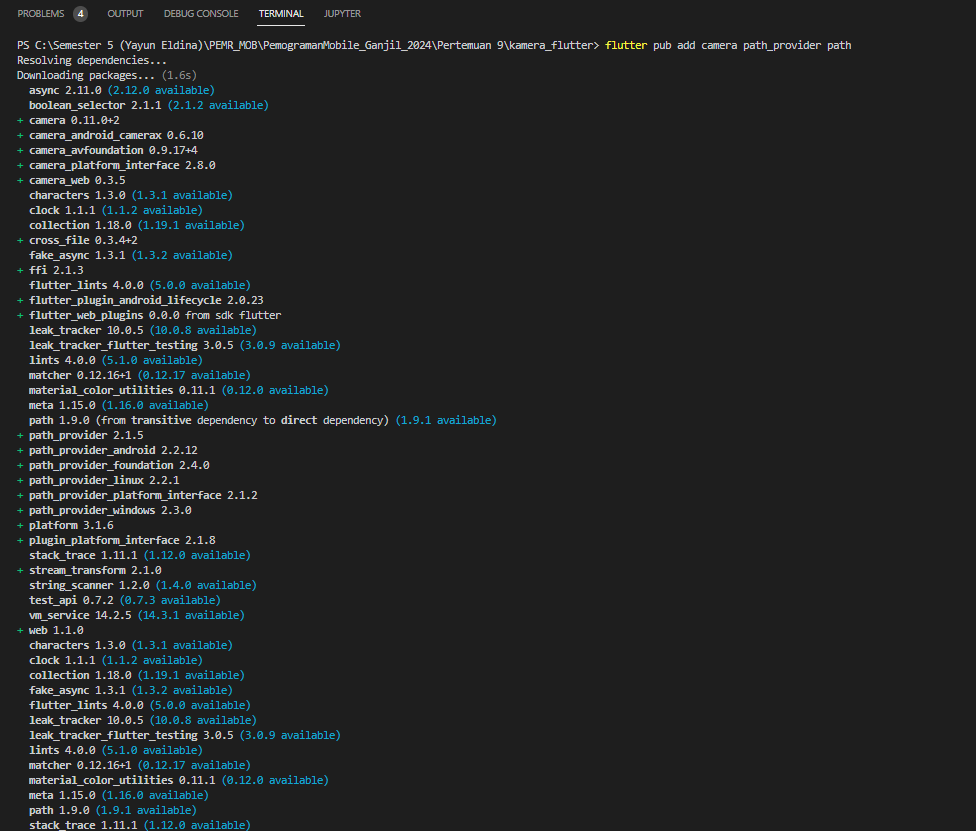 PROBLEMS 4 OUTPUT DEBUG CONSOLE TERMINAL JUPYTER
PS C:\Semester 5 (Yayun Eldina)\PEMR_MOB\PemogramanMobile_Ganjil_2024\Pertemuan 9\kamera_flutter> flutter pub add camera path_provider path
Resolving dependencies...
Downloading packages... (1.6s)
  async 2.11.0 (2.12.0 available)
  boolean_selector 2.1.1 (2.1.2 available)
+ camera 0.11.0+2
+ camera_android_camerax 0.6.10
+ camera_avfoundation 0.9.17+4
+ camera_platform_interface 2.8.0
+ camera_web 0.3.5
  characters 1.3.0 (1.3.1 available)
  clock 1.1.1 (1.1.2 available)
  collection 1.18.0 (1.19.1 available)
+ cross_file 0.3.4+2
  fake_async 1.3.1 (1.3.2 available)
+ ffi 2.1.3
  flutter_lints 4.0.0 (5.0.0 available)
+ flutter_plugin_android_lifecycle 2.0.23
+ flutter_web_plugins 0.0.0 from sdk flutter
  leak_tracker 10.0.5 (10.0.8 available)
  leak_tracker_flutter_testing 3.0.5 (3.0.9 available)
  lints 4.0.0 (5.1.0 available)
  matcher 0.12.16+1 (0.12.17 available)
  material_color_utilities 0.11.1 (0.12.0 available)
  meta 1.15.0 (1.16.0 available)
  path 1.9.0 (from transitive dependency to direct dependency) (1.9.1 available)
+ path_provider 2.1.5
+ path_provider_android 2.2.12
+ path_provider_foundation 2.4.0
+ path_provider_linux 2.2.1
+ path_provider_platform_interface 2.1.2
+ path_provider_windows 2.3.0
+ platform 3.1.6
+ plugin_platform_interface 2.1.8
  stack_trace 1.11.1 (1.12.0 available)
+ stream_transform 2.1.0
  string_scanner 1.2.0 (1.4.0 available)
  test_api 0.7.2 (0.7.3 available)
  vm_service 14.2.5 (14.3.1 available)
+ web 1.1.0
  characters 1.3.0 (1.3.1 available)
  clock 1.1.1 (1.1.2 available)
  collection 1.18.0 (1.19.1 available)
  fake_async 1.3.1 (1.3.2 available)
  flutter_lints 4.0.0 (5.0.0 available)
  leak_tracker 10.0.5 (10.0.8 available)
  leak_tracker_flutter_testing 3.0.5 (3.0.9 available)
  lints 4.0.0 (5.1.0 available)
  matcher 0.12.16+1 (0.12.17 available)
  material_color_utilities 0.11.1 (0.12.0 available)
  meta 1.15.0 (1.16.0 available)
  path 1.9.0 (1.9.1 available)
  stack_trace 1.11.1 (1.12.0 available)